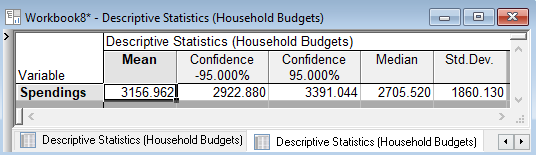 Workbook8* - Descriptive Statistics (Household Budgets)
Descriptive Statistics (Household Budgets)
Variable Mean Confidence -95.000% Confidence 95.000% Median Std.Dev.
Spendings 3156.962 2922.880 3391.044 2705.520 1860.130
Descriptive Statistics (Household Budgets) Descriptive Statistics (Household Budgets)